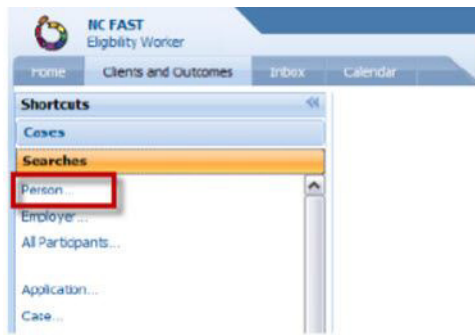 NC FAST
Eligibility Worker
Home Clients and Outcomes Inbox Calendar
Shortcuts
Cases
Searches
Person...
Employer...
All Participants...
Application...
Case...